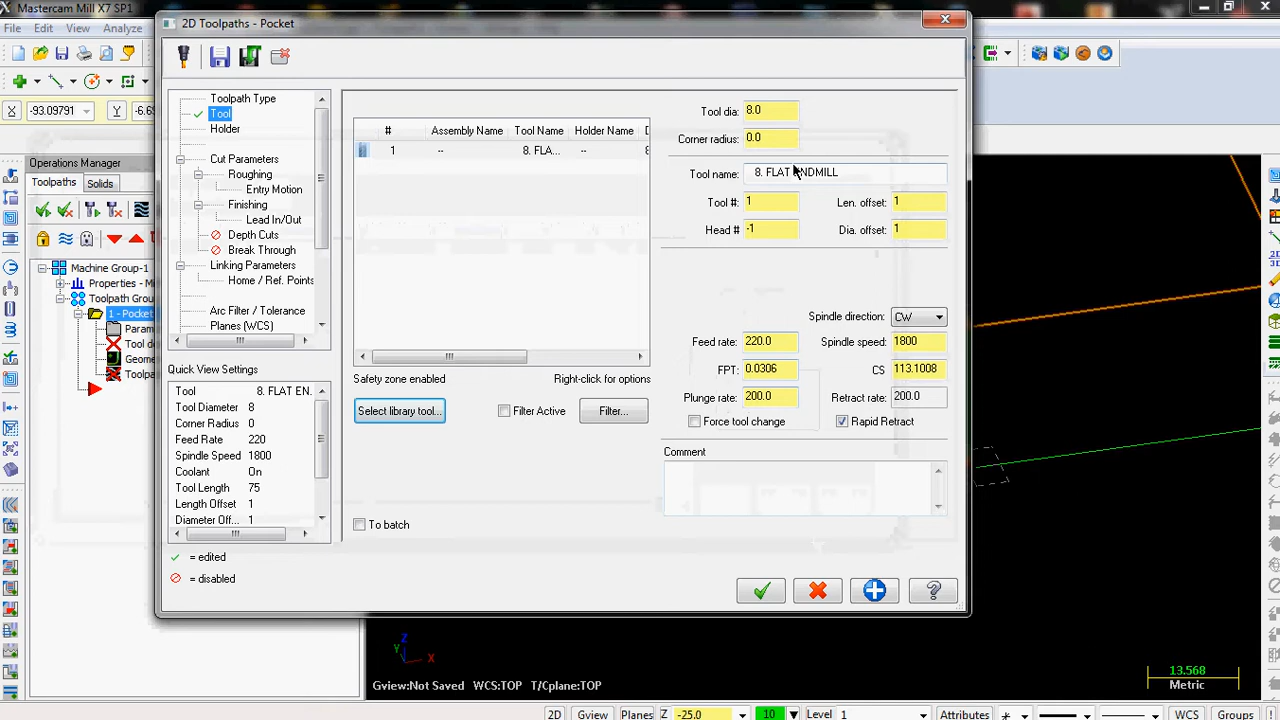 Mastercam Mill X7 SP1
File Edit View Analyze
2D Toolpaths - Pocket
X -93.09791 Y
Operations Manager
Toolpaths Solids
Machine Group-1
Properties -
Toolpath
1 - Pocket
Toolpath Type
Tool
Holder
Cut Parameters
Roughing
Entry Motion
Finishing
Lead In/Out
Depth Cuts
Break Through
Linking Parameters
Home / Ref. Points
Arc Filter / Tolerance
Planes (WCS)
Quick View Settings
Tool 8. FLAT EN.
Tool Diameter 8
Corner Radius 0
Feed Rate 220
Spindle Speed 1800
Coolant On
Tool Length 75
Length Offset 1
Diameter Off... 1
= edited
= disabled
# Assembly Name Tool Name Holder Name D
1 -- 8. FLA... -- 8
Safety zone enabled Right-click for options
Select library tool... Filter Active Filter...
To batch
Tool dia: 8.0
Corner radius: 0.0
Tool name: 8. FLAT ENDMILL
Tool #: 1 Len. offset: 1
Head # -1 Dia. offset: 1
Spindle direction: CW
Feed rate: 220.0 Spindle speed: 1800
FPT: 0.0306 CS 113.1008
Plunge rate: 200.0 Retract rate: 200.0
Force tool change Rapid Retract
Comment
Z
Y
X
Gview:Not Saved WCS:TOP T/Cplane:TOP
13.568
Metric
2D Gview Planes Z -25.0 10 Level 1 Attributes WCS Groups